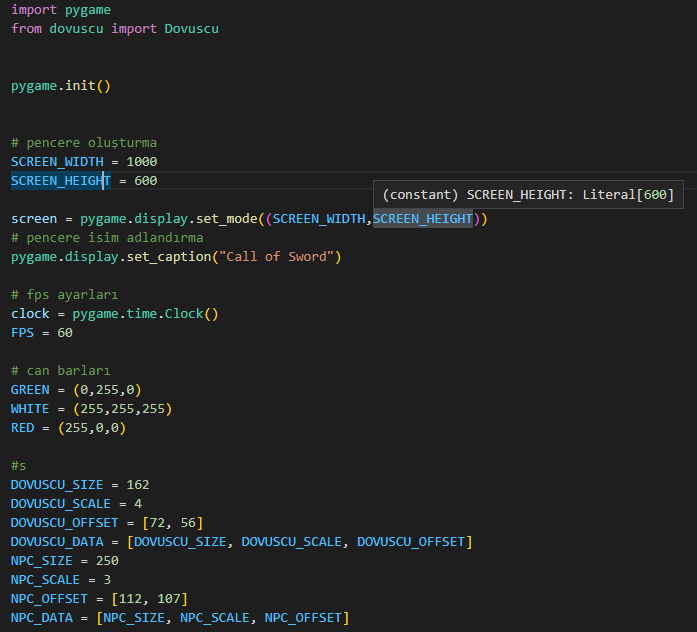 import pygame
from dovuscu import Dovuscu
pygame.init()
# pencere oluşturma
SCREEN_WIDTH = 1000
SCREEN_HEIGHT = 600
(constant) SCREEN_HEIGHT: Literal[600]
screen = pygame.display.set_mode((SCREEN_WIDTH,SCREEN_HEIGHT))
# pencere isim adlandırma
pygame.display.set_caption("Call of Sword")
# fps ayarları
clock = pygame.time.Clock()
FPS = 60
# can barları
GREEN = (0,255,0)
WHITE = (255,255,255)
RED = (255,0,0)
#s
DOVUSCU_SIZE = 162
DOVUSCU_SCALE = 4
DOVUSCU_OFFSET = [72, 56]
DOVUSCU_DATA = [DOVUSCU_SIZE, DOVUSCU_SCALE, DOVUSCU_OFFSET]
NPC_SIZE = 250
NPC_SCALE = 3
NPC_OFFSET = [112, 107]
NPC_DATA = [NPC_SIZE, NPC_SCALE, NPC_OFFSET]